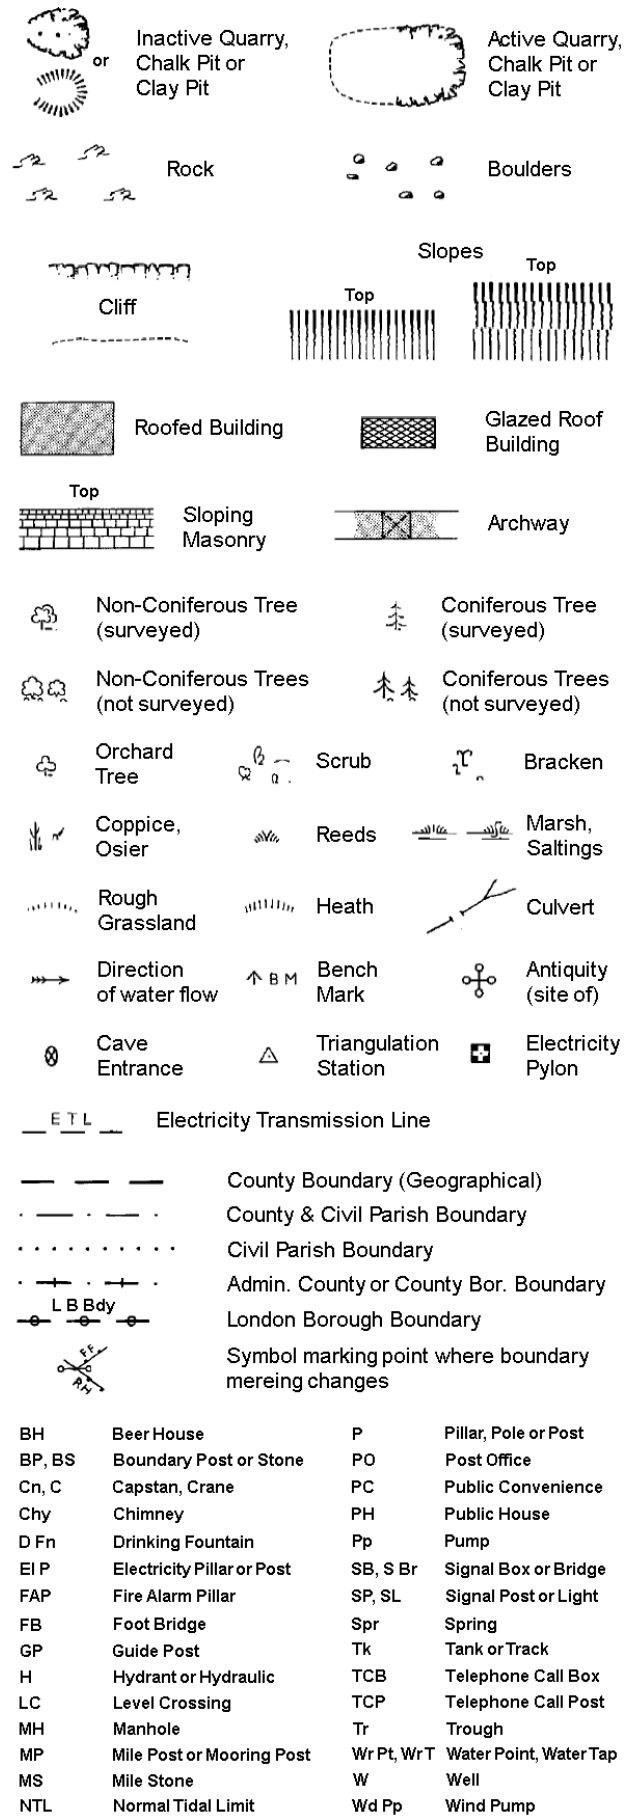 or
Inactive Quarry,
Chalk Pit or
Clay Pit
Active Quarry,
Chalk Pit or
Clay Pit
Rock
Boulders
Cliff
Slopes
Top
Top
Roofed Building
Glazed Roof
Building
Top
Sloping
Masonry
Archway
Non-Coniferous Tree
(surveyed)
Coniferous Tree
(surveyed)
Non-Coniferous Trees
(not surveyed)
Coniferous Trees
(not surveyed)
Orchard
Tree
Scrub
Bracken
Coppice,
Osier
Reeds
Marsh,
Saltings
Rough
Grassland
Heath
Culvert
Direction
of water flow
B M
Bench
Mark
Antiquity
(site of)
Cave
Entrance
Triangulation
Station
Electricity
Pylon
E T L
Electricity Transmission Line
County Boundary (Geographical)
County & Civil Parish Boundary
Civil Parish Boundary
Admin. County or County Bor. Boundary
L B Bdy
London Borough Boundary
FF
RH
Symbol marking point where boundary
mereing changes
BH Beer House P Pillar, Pole or Post
BP, BS Boundary Post or Stone PO Post Office
Cn, C Capstan, Crane PC Public Convenience
Chy Chimney PH Public House
D Fn Drinking Fountain Pp Pump
El P Electricity Pillar or Post SB, S Br Signal Box or Bridge
FAP Fire Alarm Pillar SP, SL Signal Post or Light
FB Foot Bridge Spr Spring
GP Guide Post Tk Tank or Track
H Hydrant or Hydraulic TCB Telephone Call Box
LC Level Crossing TCP Telephone Call Post
MH Manhole Tr Trough
MP Mile Post or Mooring Post Wr Pt, Wr T Water Point, Water Tap
MS Mile Stone W Well
NTL Normal Tidal Limit Wd Pp Wind Pump